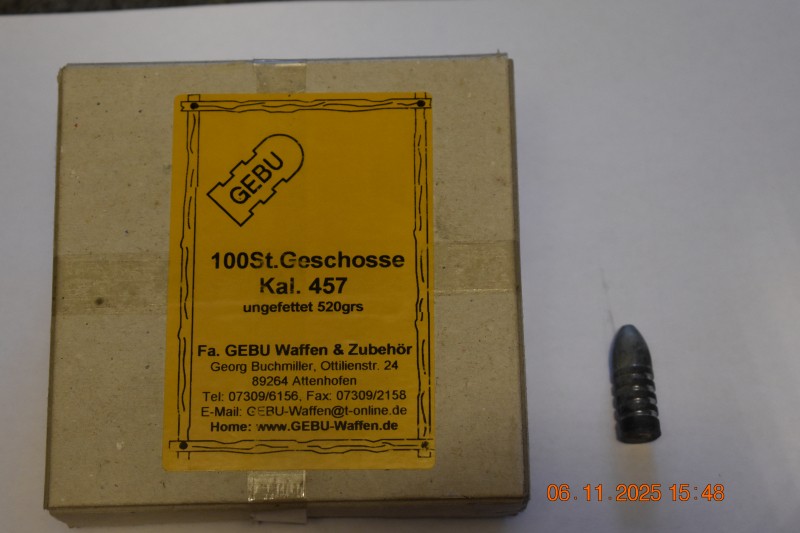 GEBU
100St.Geschosse
Kal. 457
ungefettet 520grs
Fa. GEBU Waffen & Zubehör
Georg Buchmiller, Ottilienstr. 24
89264 Attenhofen
Tel: 07309/6156, Fax: 07309/2158
E-Mail: GEBU-Waffen@t-online.de
Home: www.GEBU-Waffen.de
06.11.2025 15:48